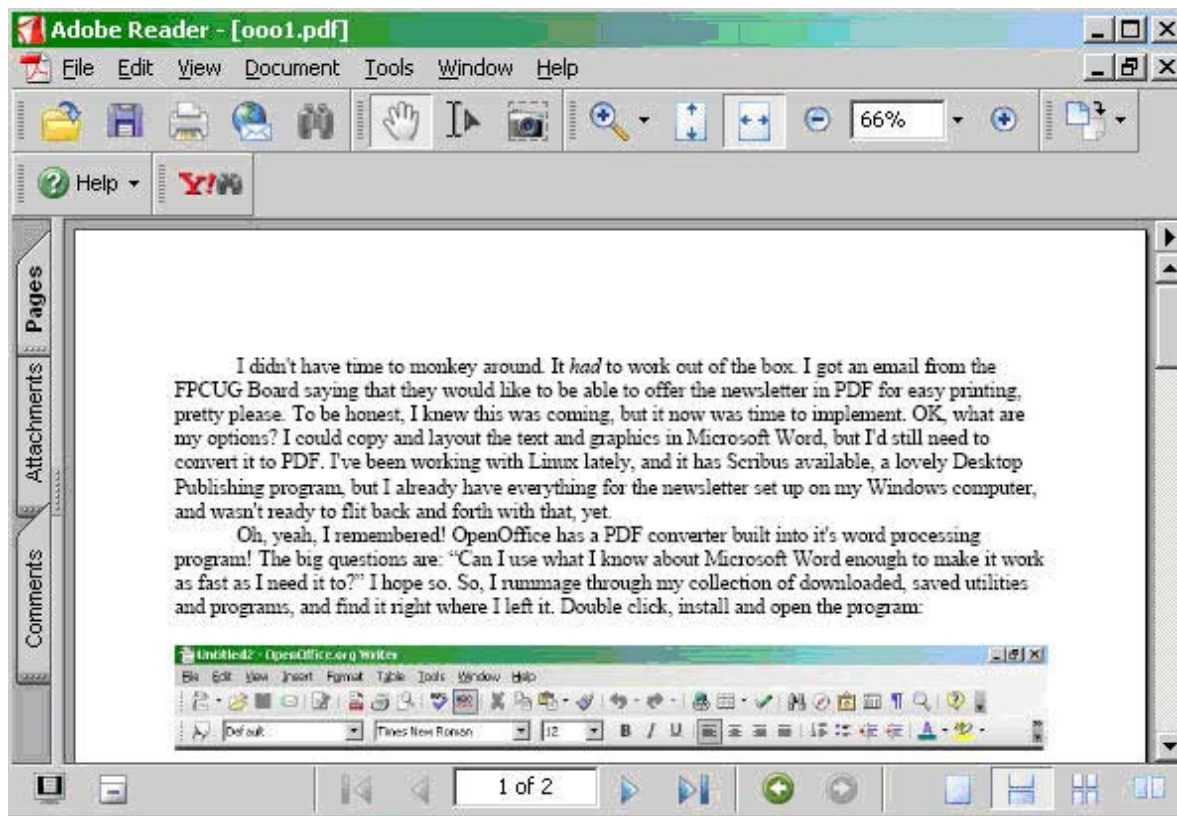 Adobe Reader - [ooo1.pdf]
File Edit View Document Tools Window Help
66%
Help Y!
Pages
Attachments
Comments
I didn't have time to monkey around. It had to work out of the box. I got an email from the
FPCUG Board saying that they would like to be able to offer the newsletter in PDF for easy printing,
pretty please. To be honest, I knew this was coming, but it now was time to implement. OK, what are
my options? I could copy and layout the text and graphics in Microsoft Word, but I'd still need to
convert it to PDF. I've been working with Linux lately, and it has Scribus available, a lovely Desktop
Publishing program, but I already have everything for the newsletter set up on my Windows computer,
and wasn't ready to flit back and forth with that, yet.
Oh, yeah, I remembered! OpenOffice has a PDF converter built into it's word processing
program! The big questions are: “Can I use what I know about Microsoft Word enough to make it work
as fast as I need it to?” I hope so. So, I rummage through my collection of downloaded, saved utilities
and programs, and find it right where I left it. Double click, install and open the program:
Untitled2 - OpenOffice.org Writer
File Edit View Insert Format Table Tools Window Help
Default Times New Roman 12 B I U
1 of 2